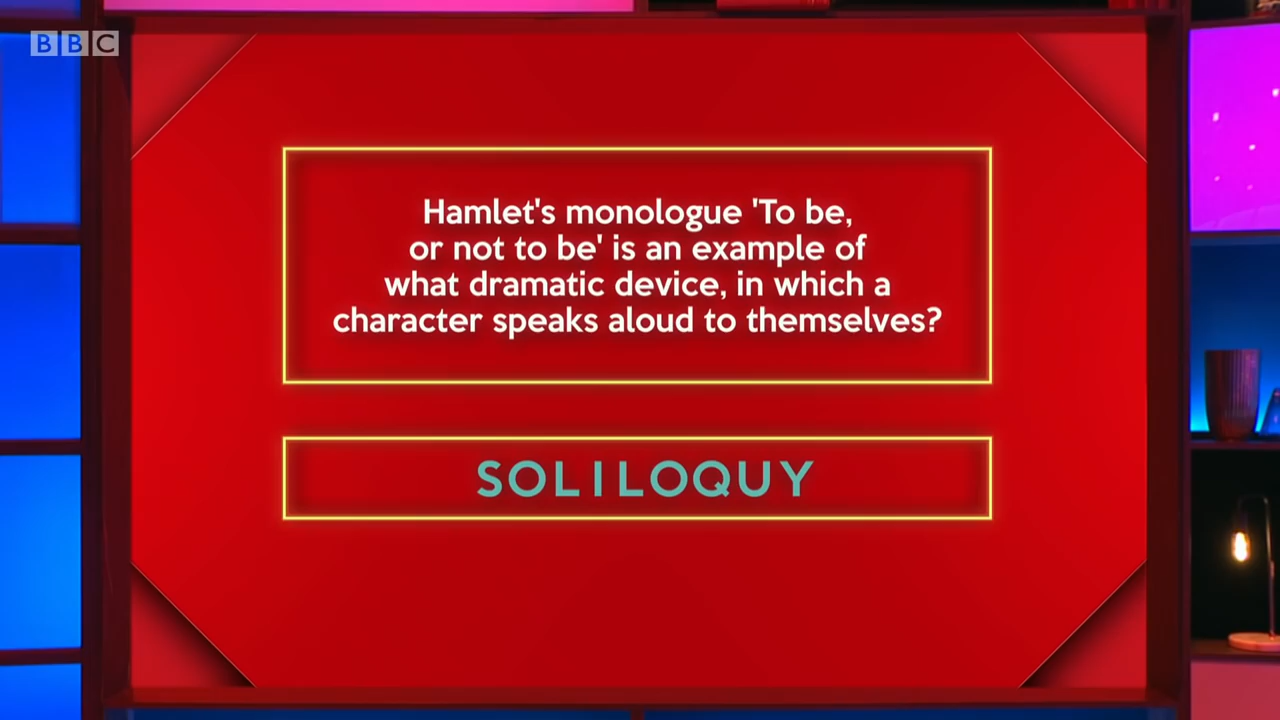 BBC
Hamlet's monologue 'To be,
or not to be' is an example of
what dramatic device, in which a
character speaks aloud to themselves?
SOLILOQUY